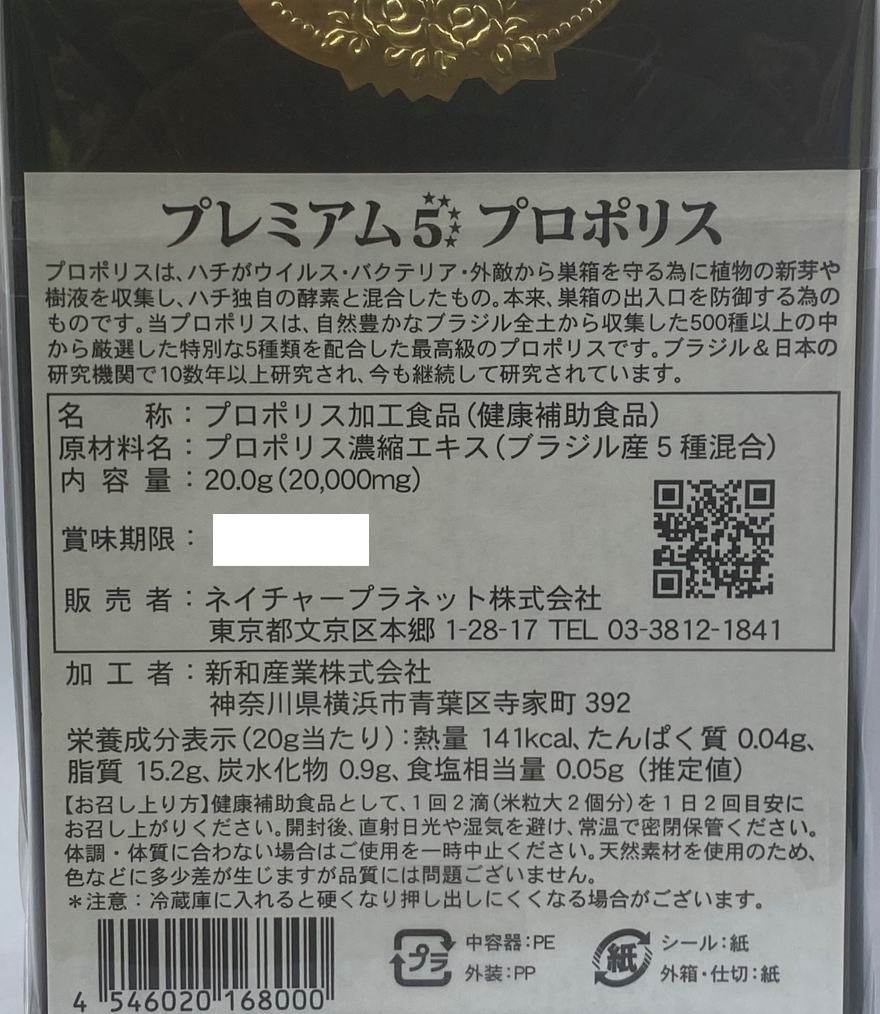 プレミアム5プロポリス
プロポリスは、ハチがウイルス・バクテリア・外敵から巣箱を守る為に植物の新芽や
樹液を収集し、ハチ独自の酵素と混合したもの。本来、巣箱の出入口を防御する為の
ものです。当プロポリスは、自然豊かなブラジル全土から収集した500種以上の中
から厳選した特別な5種類を配合した最高級のプロポリスです。ブラジル&日本の
研究機関で10数年以上研究され、今も継続して研究されています。
名称:プロポリス加工食品(健康補助食品)
原材料名:プロポリス濃縮エキス(ブラジル産5種混合)
内容量:20.0g(20,000mg)
賞味期限:
販売者:ネイチャープラネット株式会社
東京都文京区本郷 1-28-17 TEL 03-3812-1841
加工者:新和産業株式会社
神奈川県横浜市青葉区寺家町 392
栄養成分表示(20g当たり):熱量 141kcal、たんぱく質 0.04g、
脂質 15.2g、炭水化物 0.9g、食塩相当量 0.05g (推定値)
【お召し上り方】健康補助食品として、1回2滴(米粒大2個分)を1日2回目安に
お召し上がりください。開封後、直射日光や湿気を避け、常温で密閉保管ください。
体調・体質に合わない場合はご使用を一時中止ください。天然素材を使用のため、
色などに多少差が生じますが品質には問題ございません。
*注意:冷蔵庫に入れると硬くなり押し出しにくくなる場合がございます。
プラ 中容器:PE
外装:PP
紙 シール:紙
外箱・仕切:紙
4 546020 168000